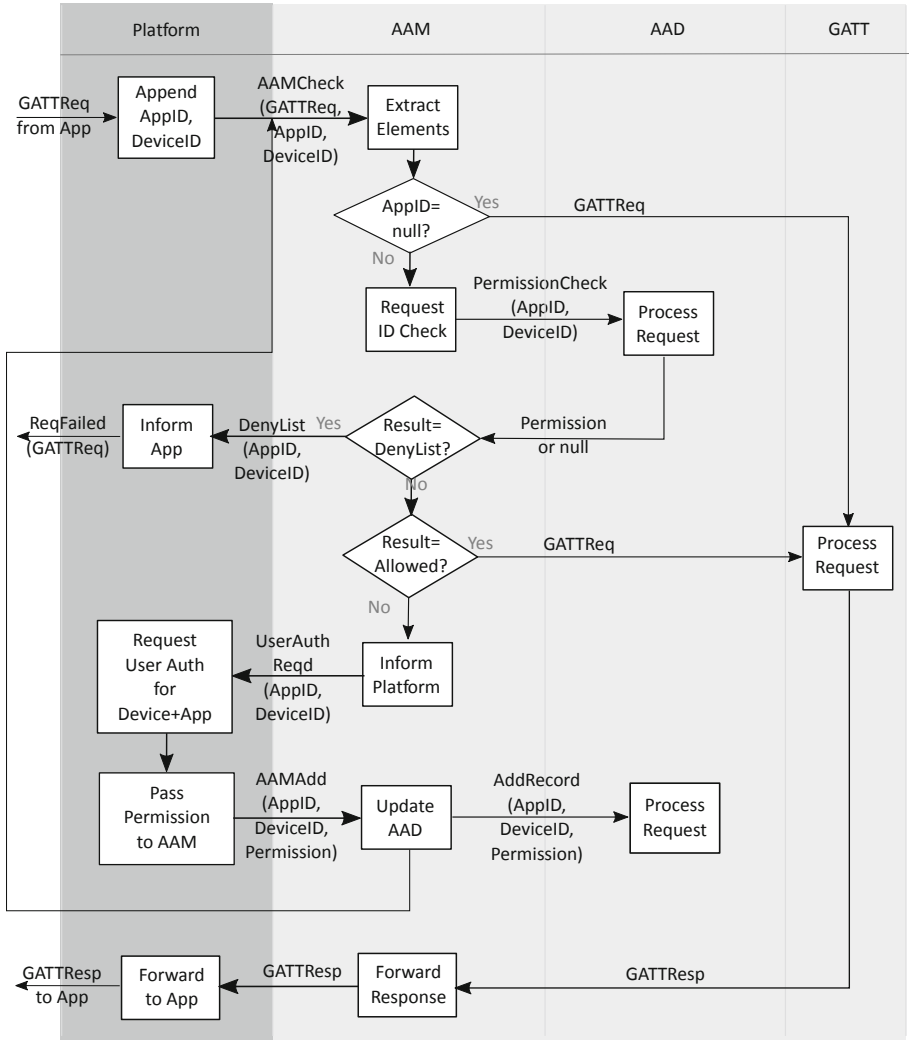 Platform
AAM
AAD
GATT
GATTReq
from App
Append
AppID,
DeviceID
AAMCheck
(GATTReq,
AppID,
DeviceID)
Extract
Elements
AppID=
null?
Yes
GATTReq
No
Request
ID Check
PermissionCheck
(AppID,
DeviceID)
Process
Request
ReqFailed
(GATTReq)
Inform
App
DenyList
(AppID,
DeviceID)
Yes
Result=
DenyList?
Permission
or null
No
Result=
Allowed?
Yes
GATTReq
Process
Request
No
Request
User Auth
for
Device+App
UserAuth
Reqd
(AppID,
DeviceID)
Inform
Platform
Pass
Permission
to AAM
AAMAdd
(AppID,
DeviceID,
Permission)
Update
AAD
AddRecord
(AppID,
DeviceID,
Permission)
Process
Request
GATTResp
to App
Forward
to App
GATTResp
Forward
Response
GATTResp